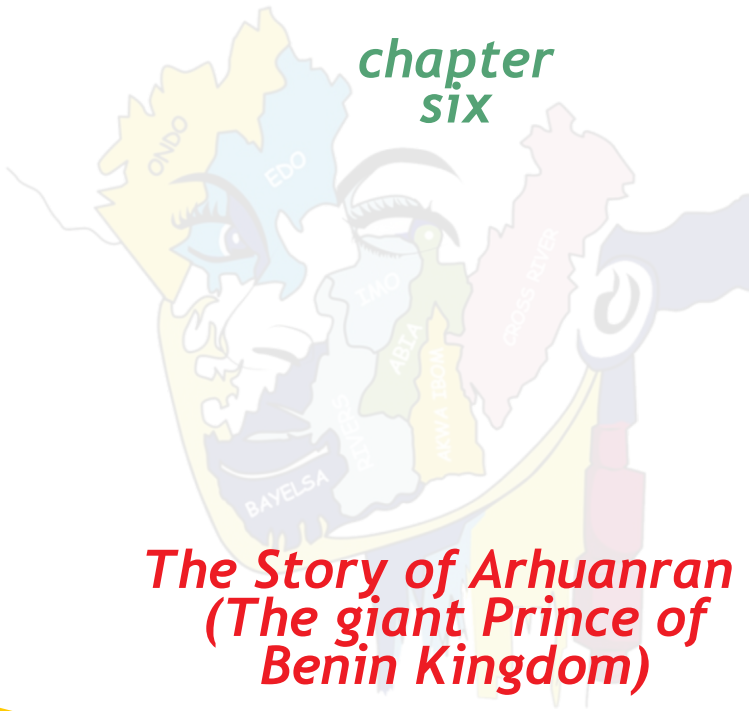 chapter
six
ONDO
EDO
IMO
ABIA
CROSS RIVER
AKWA IBOM
RIVERS
BAYELSA
The Story of Arhuanran
(The giant Prince of
Benin Kingdom)